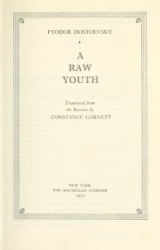 FYODOR DOSTOEVSKY
A
RAW
YOUTH
Translated from
the Russian by
CONSTANCE GARNETT
NEW YORK
THE MACMILLAN COMPANY